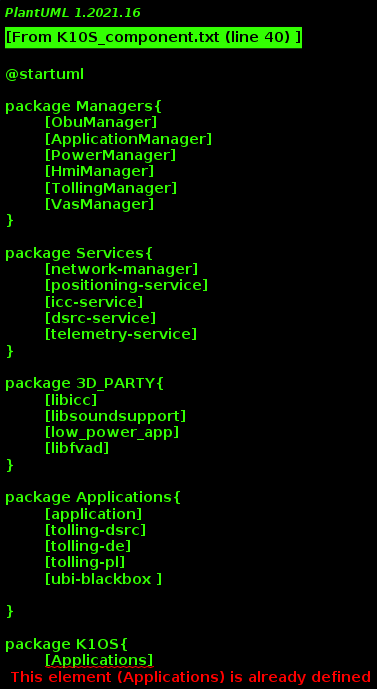 PlantUML 1.2021.16
[From K10S_component.txt (line 40) ]
@startuml
package Managers{
[ObuManager]
[ApplicationManager]
[PowerManager]
[HmiManager]
[TollingManager]
[VasManager]
}
package Services{
[network-manager]
[positioning-service]
[icc-service]
[dsrc-service]
[telemetry-service]
}
package 3D_PARTY{
[libicc]
[libsoundsupport]
[low_power_app]
[libfvad]
}
package Applications{
[application]
[tolling-dsrc]
[tolling-de]
[tolling-pl]
[ubi-blackbox ]
}
package K1OS{
[Applications]
This element (Applications) is already defined